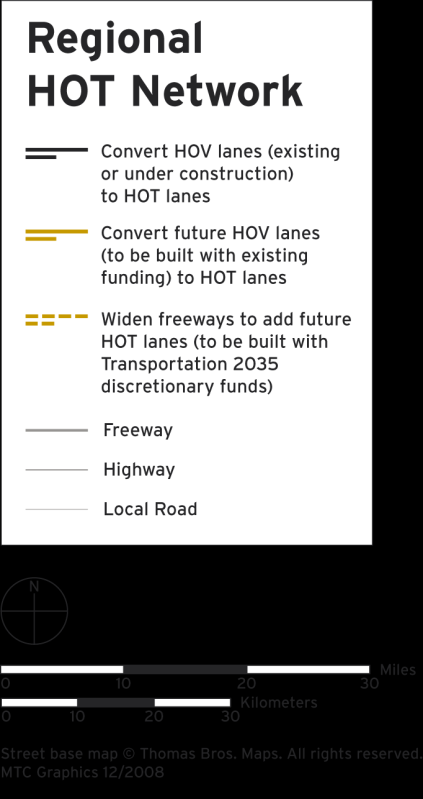 Regional
HOT Network
Convert HOV lanes (existing
or under construction)
to HOT lanes
Convert future HOV lanes
(to be built with existing
funding) to HOT lanes
Widen freeways to add future
HOT lanes (to be built with
Transportation 2035
discretionary funds)
Freeway
Highway
Local Road
N
Miles
0 10 20 30
Kilometers
0 10 20 30
Street base map © Thomas Bros. Maps. All rights reserved.
MTC Graphics 12/2008